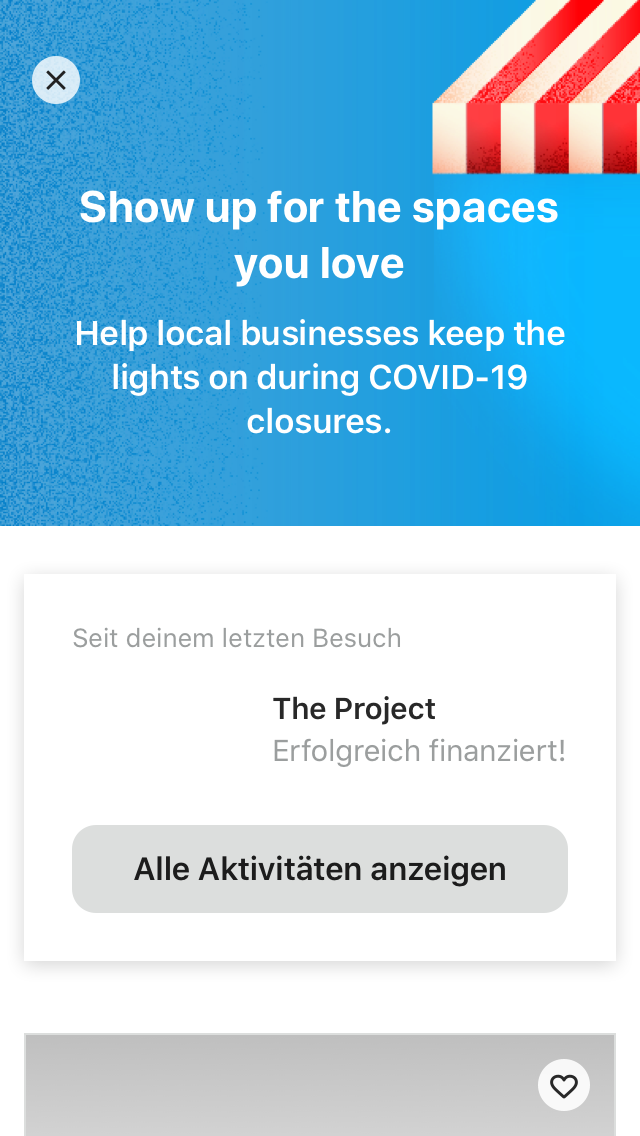 Show up for the spaces
you love
Help local businesses keep the
lights on during COVID-19
closures.
Seit deinem letzten Besuch
The Project
Erfolgreich finanziert!
Alle Aktivitäten anzeigen